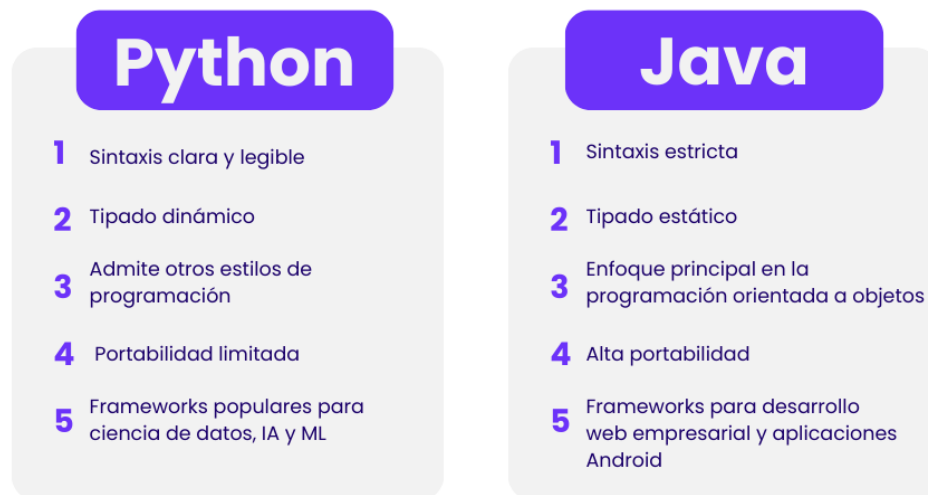 Python
1 Sintaxis clara y legible
2 Tipado dinámico
3 Admite otros estilos de
programación
4 Portabilidad limitada
5 Frameworks populares para
ciencia de datos, IA y ML
Java
1 Sintaxis estricta
2 Tipado estático
3 Enfoque principal en la
programación orientada a objetos
4 Alta portabilidad
5 Frameworks para desarrollo
web empresarial y aplicaciones
Android